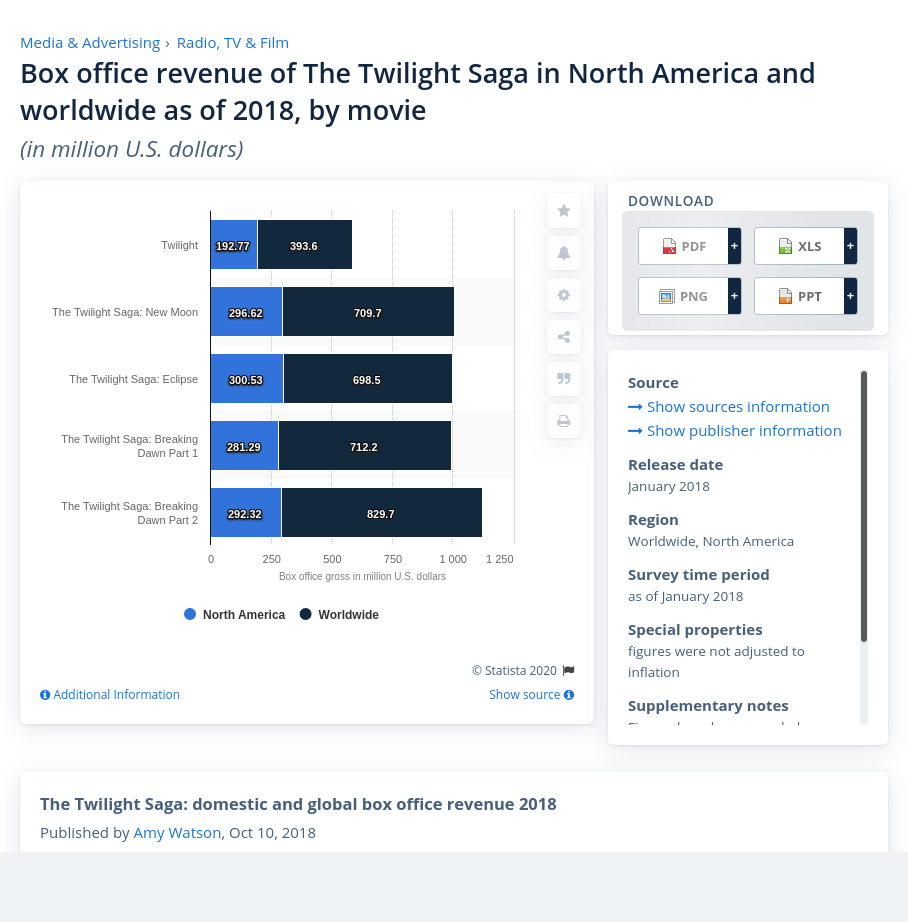 Media & Advertising › Radio, TV & Film
Box office revenue of The Twilight Saga in North America and
worldwide as of 2018, by movie
(in million U.S. dollars)
Twilight
192.77
393.6
The Twilight Saga: New Moon
296.62
709.7
The Twilight Saga: Eclipse
300.53
698.5
The Twilight Saga: Breaking
Dawn Part 1
281.29
712.2
The Twilight Saga: Breaking
Dawn Part 2
292.32
829.7
0 250 500 750 1 000 1 250
Box office gross in million U.S. dollars
North America Worldwide
© Statista 2020
Additional Information
Show source
DOWNLOAD
PDF + XLS +
PNG + PPT +
Source
Show sources information
Show publisher information
Release date
January 2018
Region
Worldwide, North America
Survey time period
as of January 2018
Special properties
figures were not adjusted to
inflation
Supplementary notes
The Twilight Saga: domestic and global box office revenue 2018
Published by Amy Watson, Oct 10, 2018